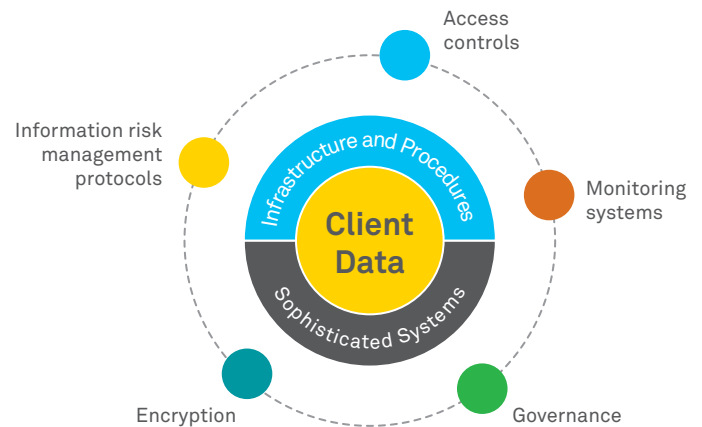 Access
controls
Information risk
management
protocols
Infrastructure and Procedures
Monitoring
systems
Client
Data
Sophisticated Systems
Encryption
Governance